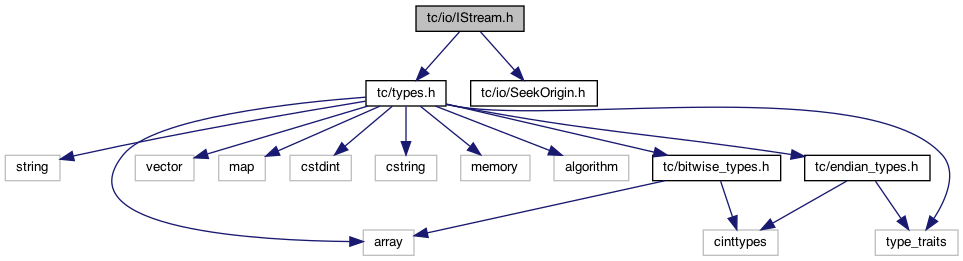 tc/io/IStream.h
tc/types.h
tc/io/SeekOrigin.h
string
vector
map
cstdint
cstring
memory
algorithm
tc/bitwise_types.h
tc/endian_types.h
array
cinttypes
type_traits